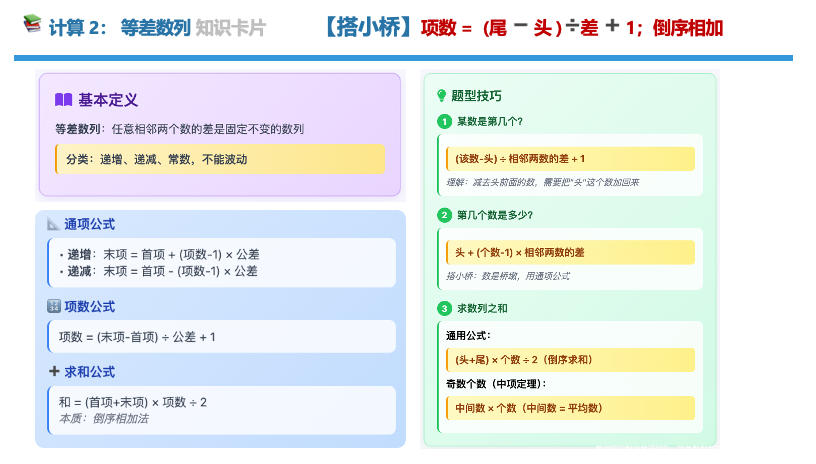 计算 2： 等差数列 知识卡片
【搭小桥】项数 =（尾 − 头）÷差 + 1；倒序相加
基本定义
等差数列：任意相邻两个数的差是固定不变的数列
分类：递增、递减、常数，不能波动
通项公式
• 递增：末项 = 首项 + (项数-1) × 公差
• 递减：末项 = 首项 - (项数-1) × 公差
项数公式
项数 = (末项-首项) ÷ 公差 + 1
求和公式
和 = (首项+末项) × 项数 ÷ 2
本质：倒序相加法
题型技巧
1 某数是第几个？
(该数-头) ÷ 相邻两数的差 + 1
理解：减去头前面的数，需要把"头"这个数加回来
2 第几个数是多少？
头 + (个数-1) × 相邻两数的差
搭小桥：数是桥墩，用通项公式
3 求数列之和
通用公式：
(头+尾) × 个数 ÷ 2（倒序求和）
奇数个数（中项定理）：
中间数 × 个数（中间数 = 平均数）